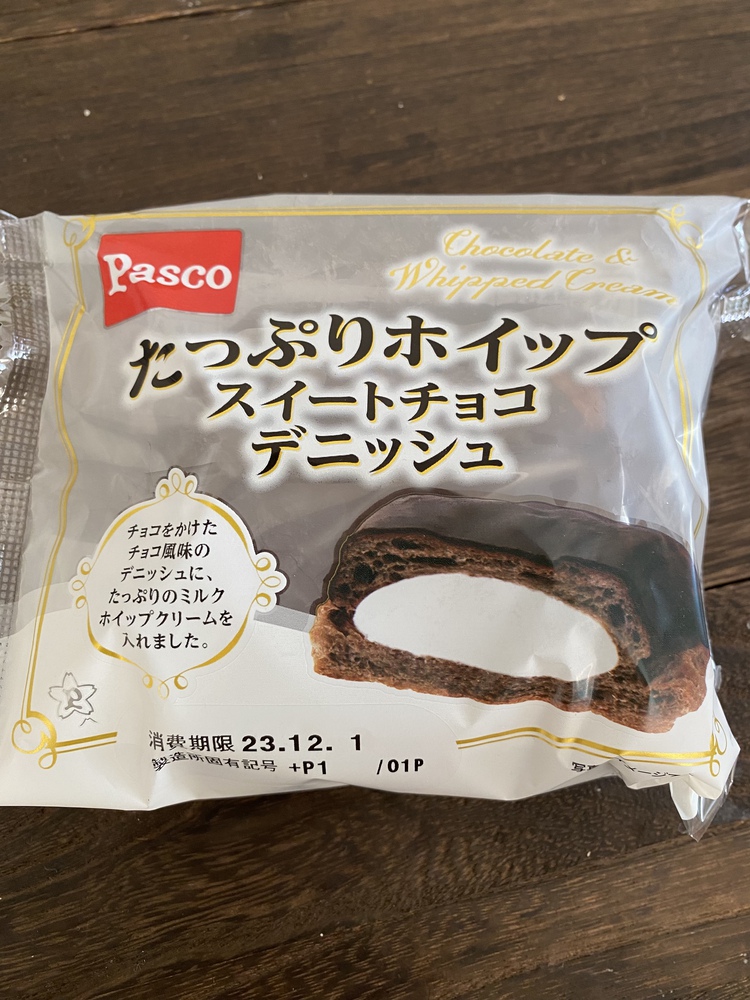 Pasco
Chocolate &
Whipped Cream
たっぷりホイップ
スイートチョコ
デニッシュ
チョコをかけた
チョコ風味の
デニッシュに、
たっぷりのミルク
ホイップクリームを
入れました。
P
消費期限 23.12. 1
製造所固有記号 +P1 /01P